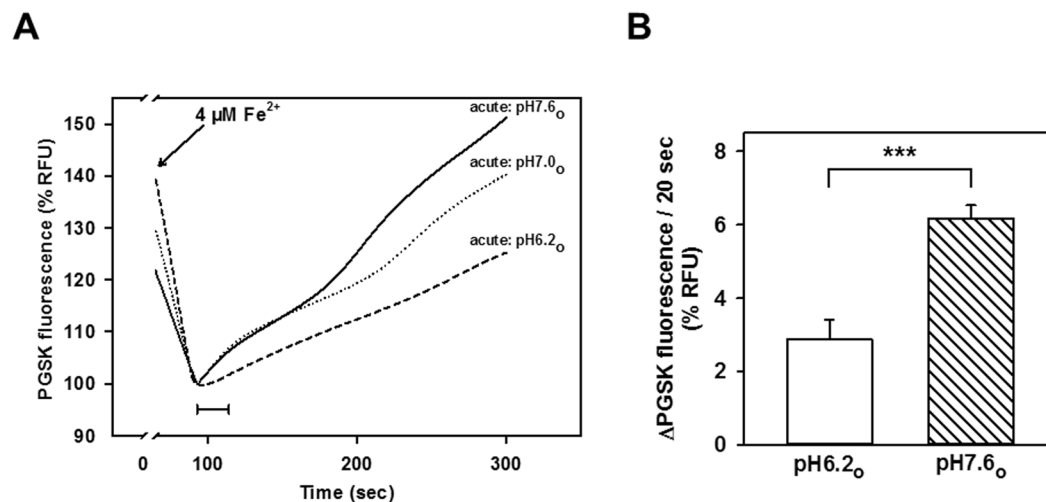 A
B
4 µM Fe²⁺
acute: pH7.6ₒ
acute: pH7.0ₒ
acute: pH6.2ₒ
PGSK fluorescence (% RFU)
150
140
130
120
110
100
90
0 100 200 300
Time (sec)
ΔPGSK fluorescence / 20 sec
(% RFU)
8
6
4
2
0
***
pH6.2ₒ pH7.6ₒ